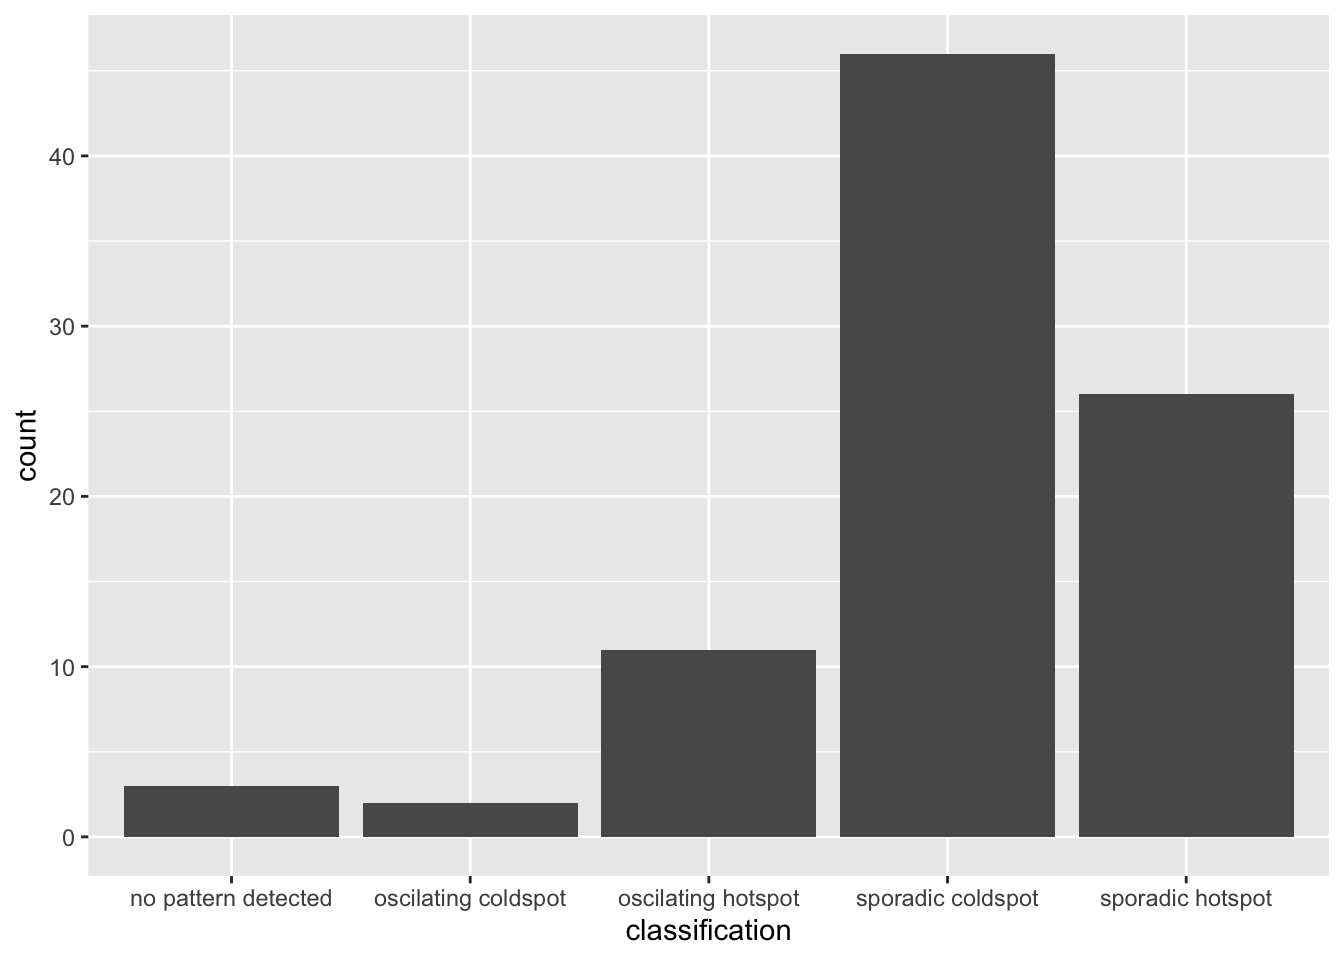 count
40
30
20
10
0
no pattern detected
oscilating coldspot
oscilating hotspot
sporadic coldspot
sporadic hotspot
classification